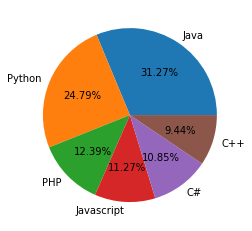 Java
31.27%
Python
24.79%
PHP
12.39%
Javascript
11.27%
C#
10.85%
C++
9.44%